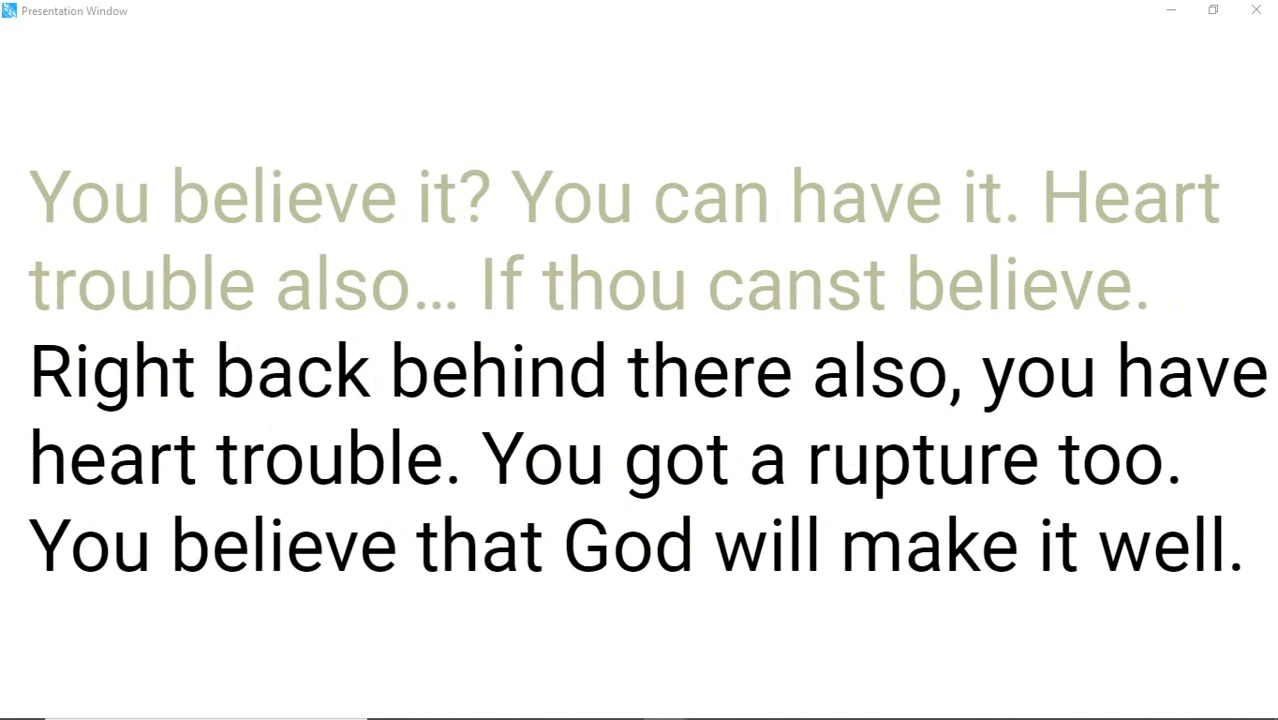 Presentation Window
You believe it? You can have it. Heart
trouble also... If thou canst believe.
Right back behind there also, you have
heart trouble. You got a rupture too.
You believe that God will make it well.